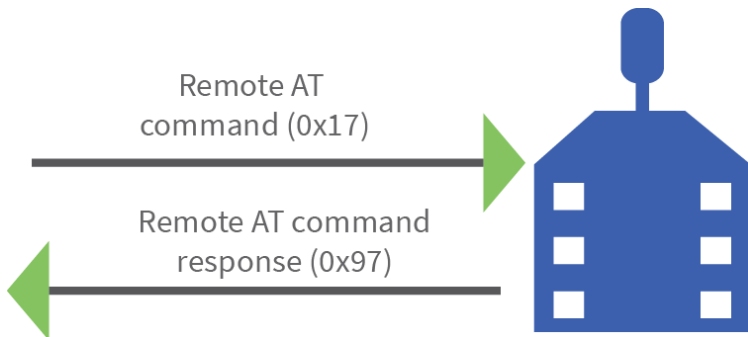 Remote AT
command (0x17)
Remote AT command
response (0x97)